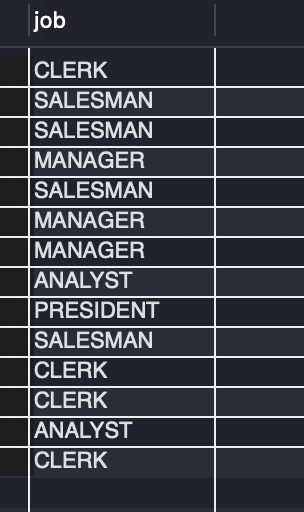 job
CLERK
SALESMAN
SALESMAN
MANAGER
SALESMAN
MANAGER
MANAGER
ANALYST
PRESIDENT
SALESMAN
CLERK
CLERK
ANALYST
CLERK